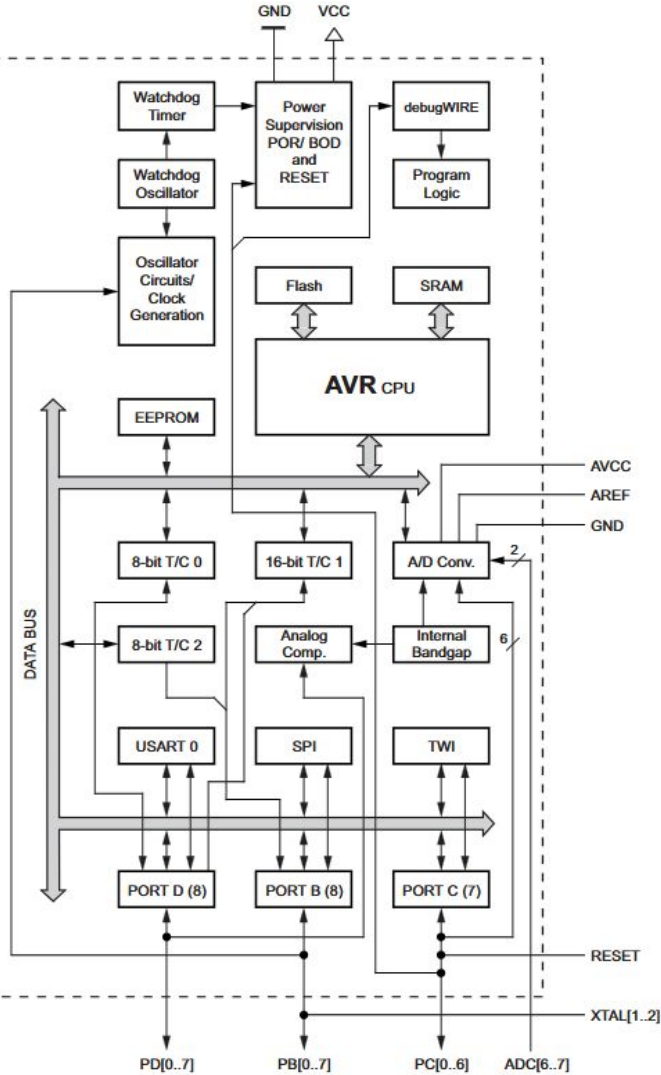 GND
VCC
Watchdog
Timer
Power
Supervision
POR/ BOD
and
RESET
debugWIRE
Watchdog
Oscillator
Program
Logic
Oscillator
Circuits/
Clock
Generation
Flash
SRAM
AVR CPU
EEPROM
AVCC
AREF
GND
8-bit T/C 0
16-bit T/C 1
A/D Conv.
2
DATA BUS
8-bit T/C 2
Analog
Comp.
Internal
Bandgap
6
USART 0
SPI
TWI
PORT D (8)
PORT B (8)
PORT C (7)
RESET
XTAL[1..2]
PD[0..7]
PB[0..7]
PC[0..6]
ADC[6..7]